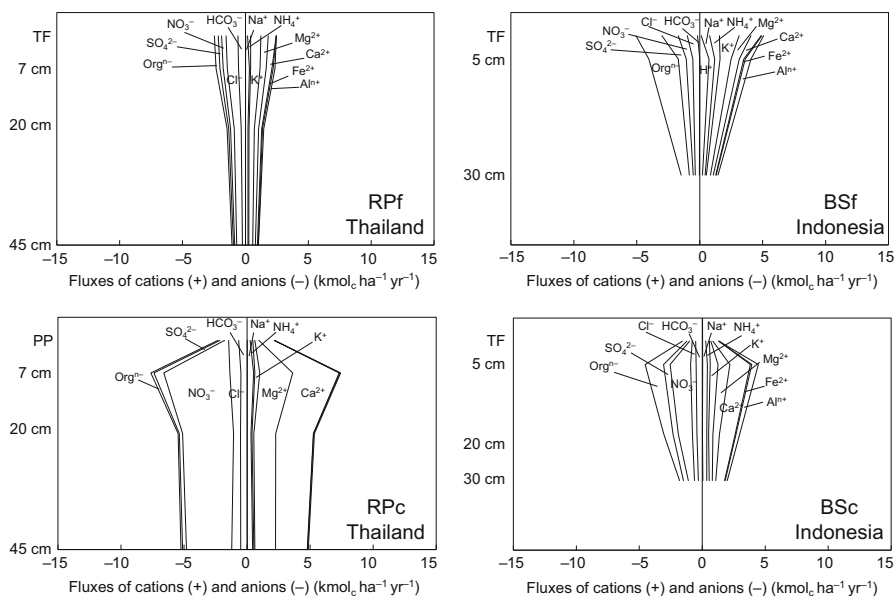 NO₃⁻
HCO₃⁻
Na⁺
NH₄⁺
TF
SO₄²⁻
Mg²⁺
7 cm
Orgⁿ⁻
Cl⁻
K⁺
Ca²⁺
Fe²⁺
Alⁿ⁺
20 cm
RPf
Thailand
45 cm
–15
–10
–5
0
5
10
15
Fluxes of cations (+) and anions (–) (kmol_c ha⁻¹ yr⁻¹)
Cl⁻
HCO₃⁻
Na⁺
NH₄⁺
Mg²⁺
TF
NO₃⁻
Ca²⁺
SO₄²⁻
K⁺
5 cm
Fe²⁺
Orgⁿ⁻
H⁺
Alⁿ⁺
30 cm
BSf
Indonesia
–15
–10
–5
0
5
10
15
Fluxes of cations (+) and anions (–) (kmol_c ha⁻¹ yr⁻¹)
HCO₃⁻
Na⁺
PP
SO₄²⁻
NH₄⁺
K⁺
7 cm
Orgⁿ⁻
NO₃⁻
Cl⁻
Mg²⁺
Ca²⁺
20 cm
RPc
Thailand
45 cm
–15
–10
–5
0
5
10
15
Fluxes of cations (+) and anions (–) (kmol_c ha⁻¹ yr⁻¹)
Cl⁻
HCO₃⁻
Na⁺
NH₄⁺
TF
SO₄²⁻
K⁺
5 cm
Orgⁿ⁻
Mg²⁺
NO₃⁻
Fe²⁺
Ca²⁺
Alⁿ⁺
20 cm
30 cm
BSc
Indonesia
–15
–10
–5
0
5
10
15
Fluxes of cations (+) and anions (–) (kmol_c ha⁻¹ yr⁻¹)